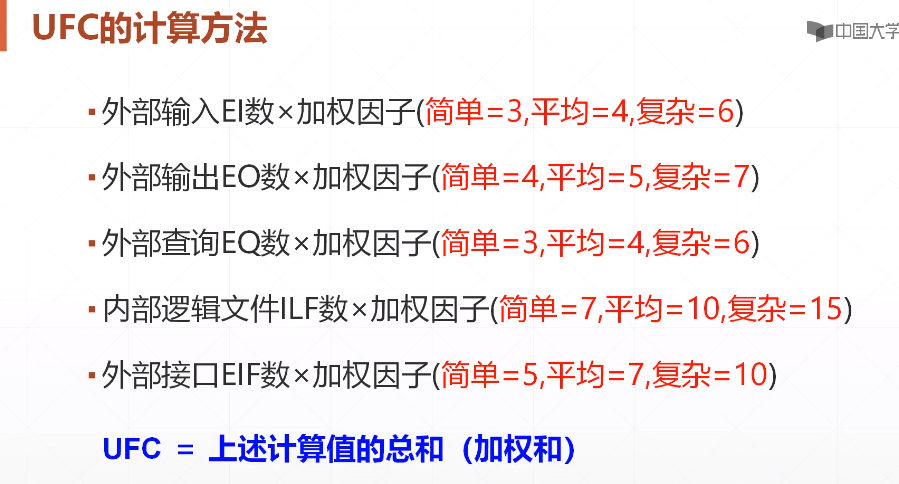 UFC的计算方法
中国大学
▪外部输入EI数×加权因子(简单=3,平均=4,复杂=6)
▪外部输出EO数×加权因子(简单=4,平均=5,复杂=7)
▪外部查询EQ数×加权因子(简单=3,平均=4,复杂=6)
▪内部逻辑文件ILF数×加权因子(简单=7,平均=10,复杂=15)
▪外部接口EIF数×加权因子(简单=5,平均=7,复杂=10)
UFC = 上述计算值的总和（加权和）